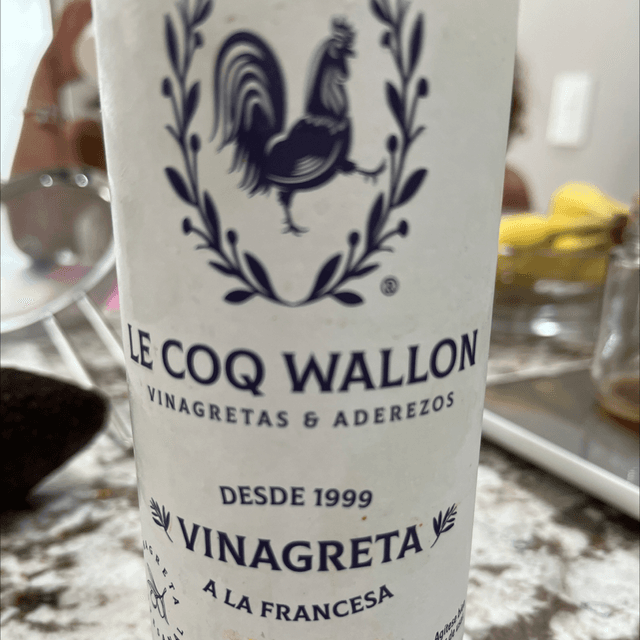 ®
LE COQ WALLON
VINAGRETAS & ADEREZOS
DESDE 1999
VINAGRETA
A LA FRANCESA